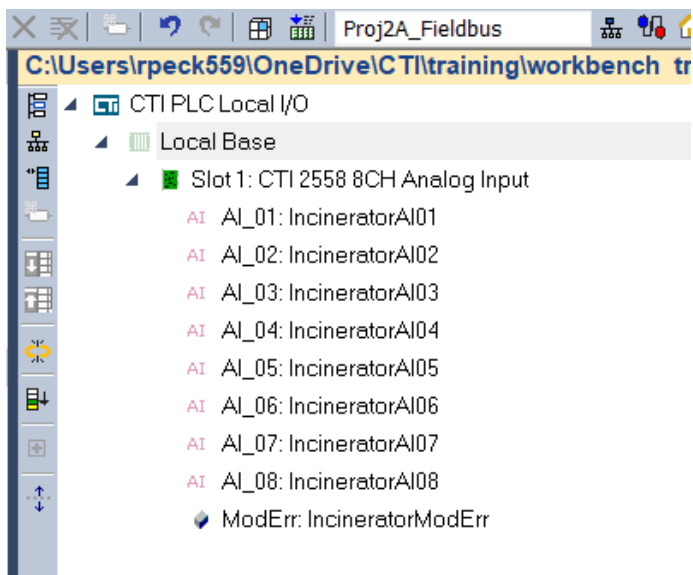 Proj2A_Fieldbus
C:\Users\rpeck559\OneDrive\CTI\training\workbench tr
CTI PLC Local I/O
Local Base
Slot 1: CTI 2558 8CH Analog Input
AI AI_01: IncineratorAI01
AI AI_02: IncineratorAI02
AI AI_03: IncineratorAI03
AI AI_04: IncineratorAI04
AI AI_05: IncineratorAI05
AI AI_06: IncineratorAI06
AI AI_07: IncineratorAI07
AI AI_08: IncineratorAI08
ModErr: IncineratorModErr